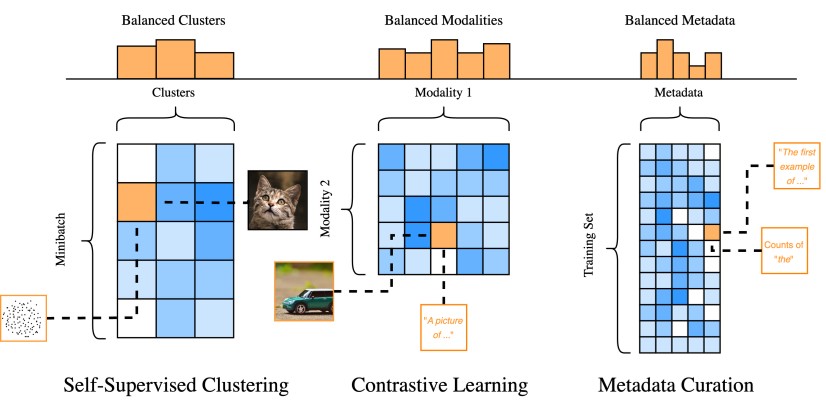 Balanced Clusters
Balanced Modalities
Balanced Metadata
Clusters
Modality 1
Metadata
Minibatch
Modality 2
Training Set
"The first
example
of ..."
Counts of
"the"
"A picture
of ..."
Self-Supervised Clustering
Contrastive Learning
Metadata Curation